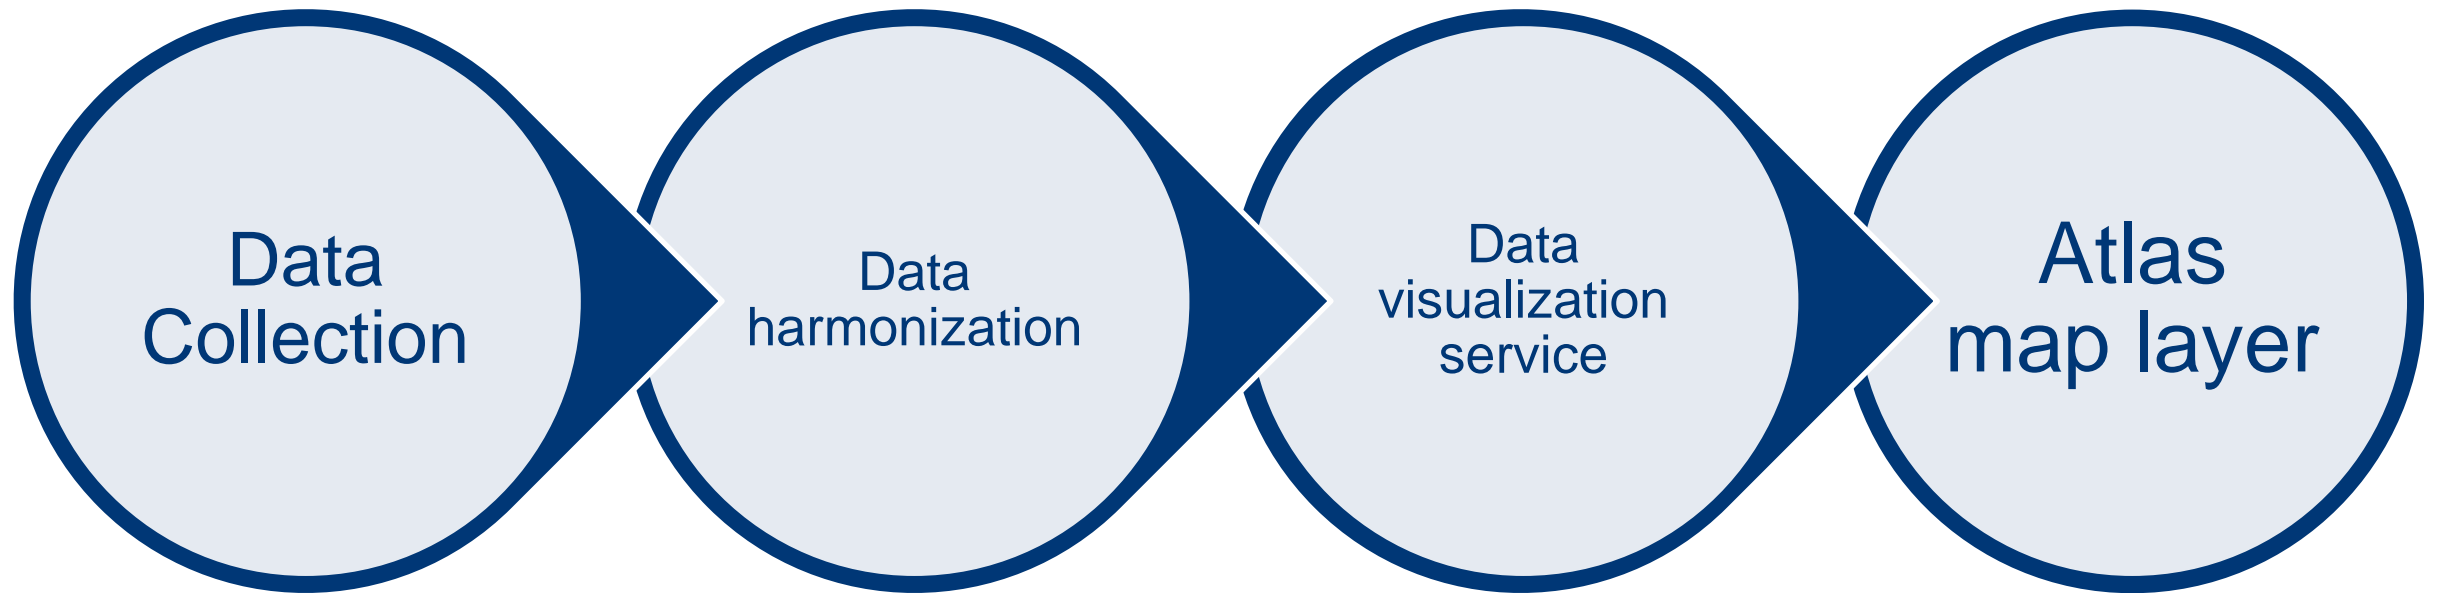 Data
Collection
Data
harmonization
Data
visualization
service
Atlas
map layer